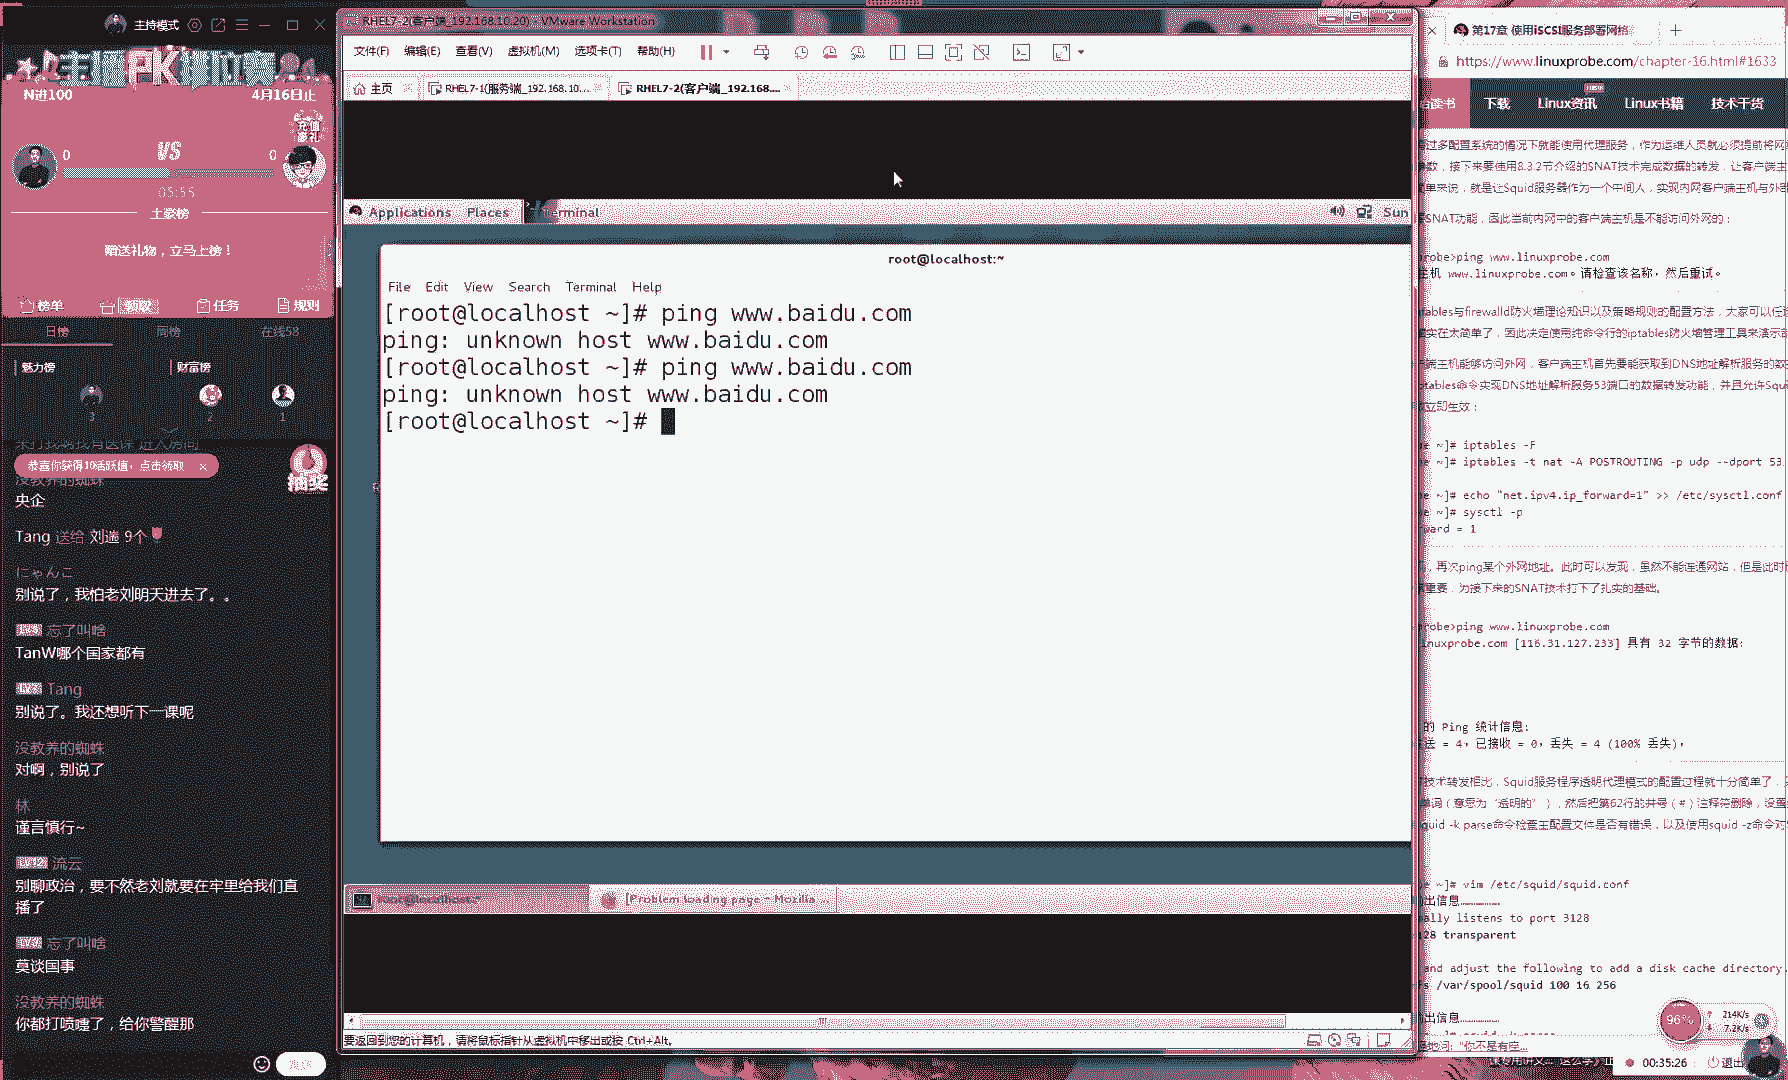 主持模式
主播PK排位赛
N进100
4月16日止
充值豪礼
0
VS
0
05:55
土豪榜
赠送礼物，立马上榜！
榜单
领取
任务
规则
日榜
周榜
在线58
魅力榜
财富榜
3
2
1
恭喜你获得10活跃值，点击领取
抽奖
没教养的蜘蛛
央企
Tang 送给 刘遄 9个
にゃんこ
别说了，我怕老刘明天进去了。。
忘了叫啥
TanW哪个国家都有
Tang
别说了。我还想听下一课呢
没教养的蜘蛛
对啊，别说了
林
谨言慎行~
流云
别聊政治，要不然老刘就要在牢里给我们直
播了
忘了叫啥
莫谈国事
没教养的蜘蛛
你都打喷嚏了，给你警醒那
发送
RHEL7-2(客户端_192.168.10.20) - VMware Workstation
文件(F) 编辑(E) 查看(V) 虚拟机(M) 选项卡(T) 帮助(H)
主页
RHEL7-1(服务端_192.168.10....
RHEL7-2(客户端_192.168....
Applications Places Terminal
Sun
root@localhost:~
File Edit View Search Terminal Help
[root@localhost ~]# ping www.baidu.com
ping: unknown host www.baidu.com
[root@localhost ~]# ping www.baidu.com
ping: unknown host www.baidu.com
[root@localhost ~]#
root@localhost:~
[Problem loading page - Mozilla ...
要返回到您的计算机，请将鼠标指针从虚拟机中移出或按 Ctrl+Alt。
第17章 使用iSCSI服务部署网络
https://www.linuxprobe.com/chapter-16.html#1633
读书
下载
Linux资讯
Linux书籍
技术干货
过多配置系统的情况下就能使用代理服务，作为运维人员就必须提前将网
数，接下来要使用8.3.2节介绍的SNAT技术完成数据的转发，让客户端主
单来说，就是让Squid服务器作为一个中间人，实现内网客户端主机与外部
SNAT功能，因此当前内网中的客户端主机是不能访问外网的：
robe>ping www.linuxprobe.com
主机 www.linuxprobe.com。请检查该名称，然后重试。
tables与firewalld防火墙理论知识以及策略规则的配置方法，大家可以任
实在太简单了，因此决定使用纯命令行的iptables防火墙管理工具来演示
端主机能够访问外网，客户端主机首先要能获取到DNS地址解析服务的数
tables命令实现DNS地址解析服务53端口的数据转发功能，并且允许Squi
立即生效：
e ~]# iptables -F
e ~]# iptables -t nat -A POSTROUTING -p udp --dport 53
e ~]# echo "net.ipv4.ip_forward=1" >> /etc/sysctl.conf
e ~]# sysctl -p
ward = 1
，再次ping某个外网地址。此时可以发现，虽然不能连通网站，但是此时
重要，为接下来的SNAT技术打下了扎实的基础。
robe>ping www.linuxprobe.com
inuxprobe.com [116.31.127.233] 具有 32 字节的数据:
的 Ping 统计信息:
送 = 4，已接收 = 0，丢失 = 4 (100% 丢失)，
技术转发相比，Squid服务程序透明代理模式的配置过程就十分简单了，
单词（意思为“透明的”），然后把第62行的井号（#）注释符删除，设置
quid -k parse命令检查主配置文件是否有错误，以及使用squid -z命令对
e ~]# vim /etc/squid/squid.conf
出信息………………
ally listens to port 3128
128 transparent
and adjust the following to add a disk cache directory.
rs /var/spool/squid 100 16 256
出信息………………
96%
214K/s
7.2K/s
00:35:26
退出